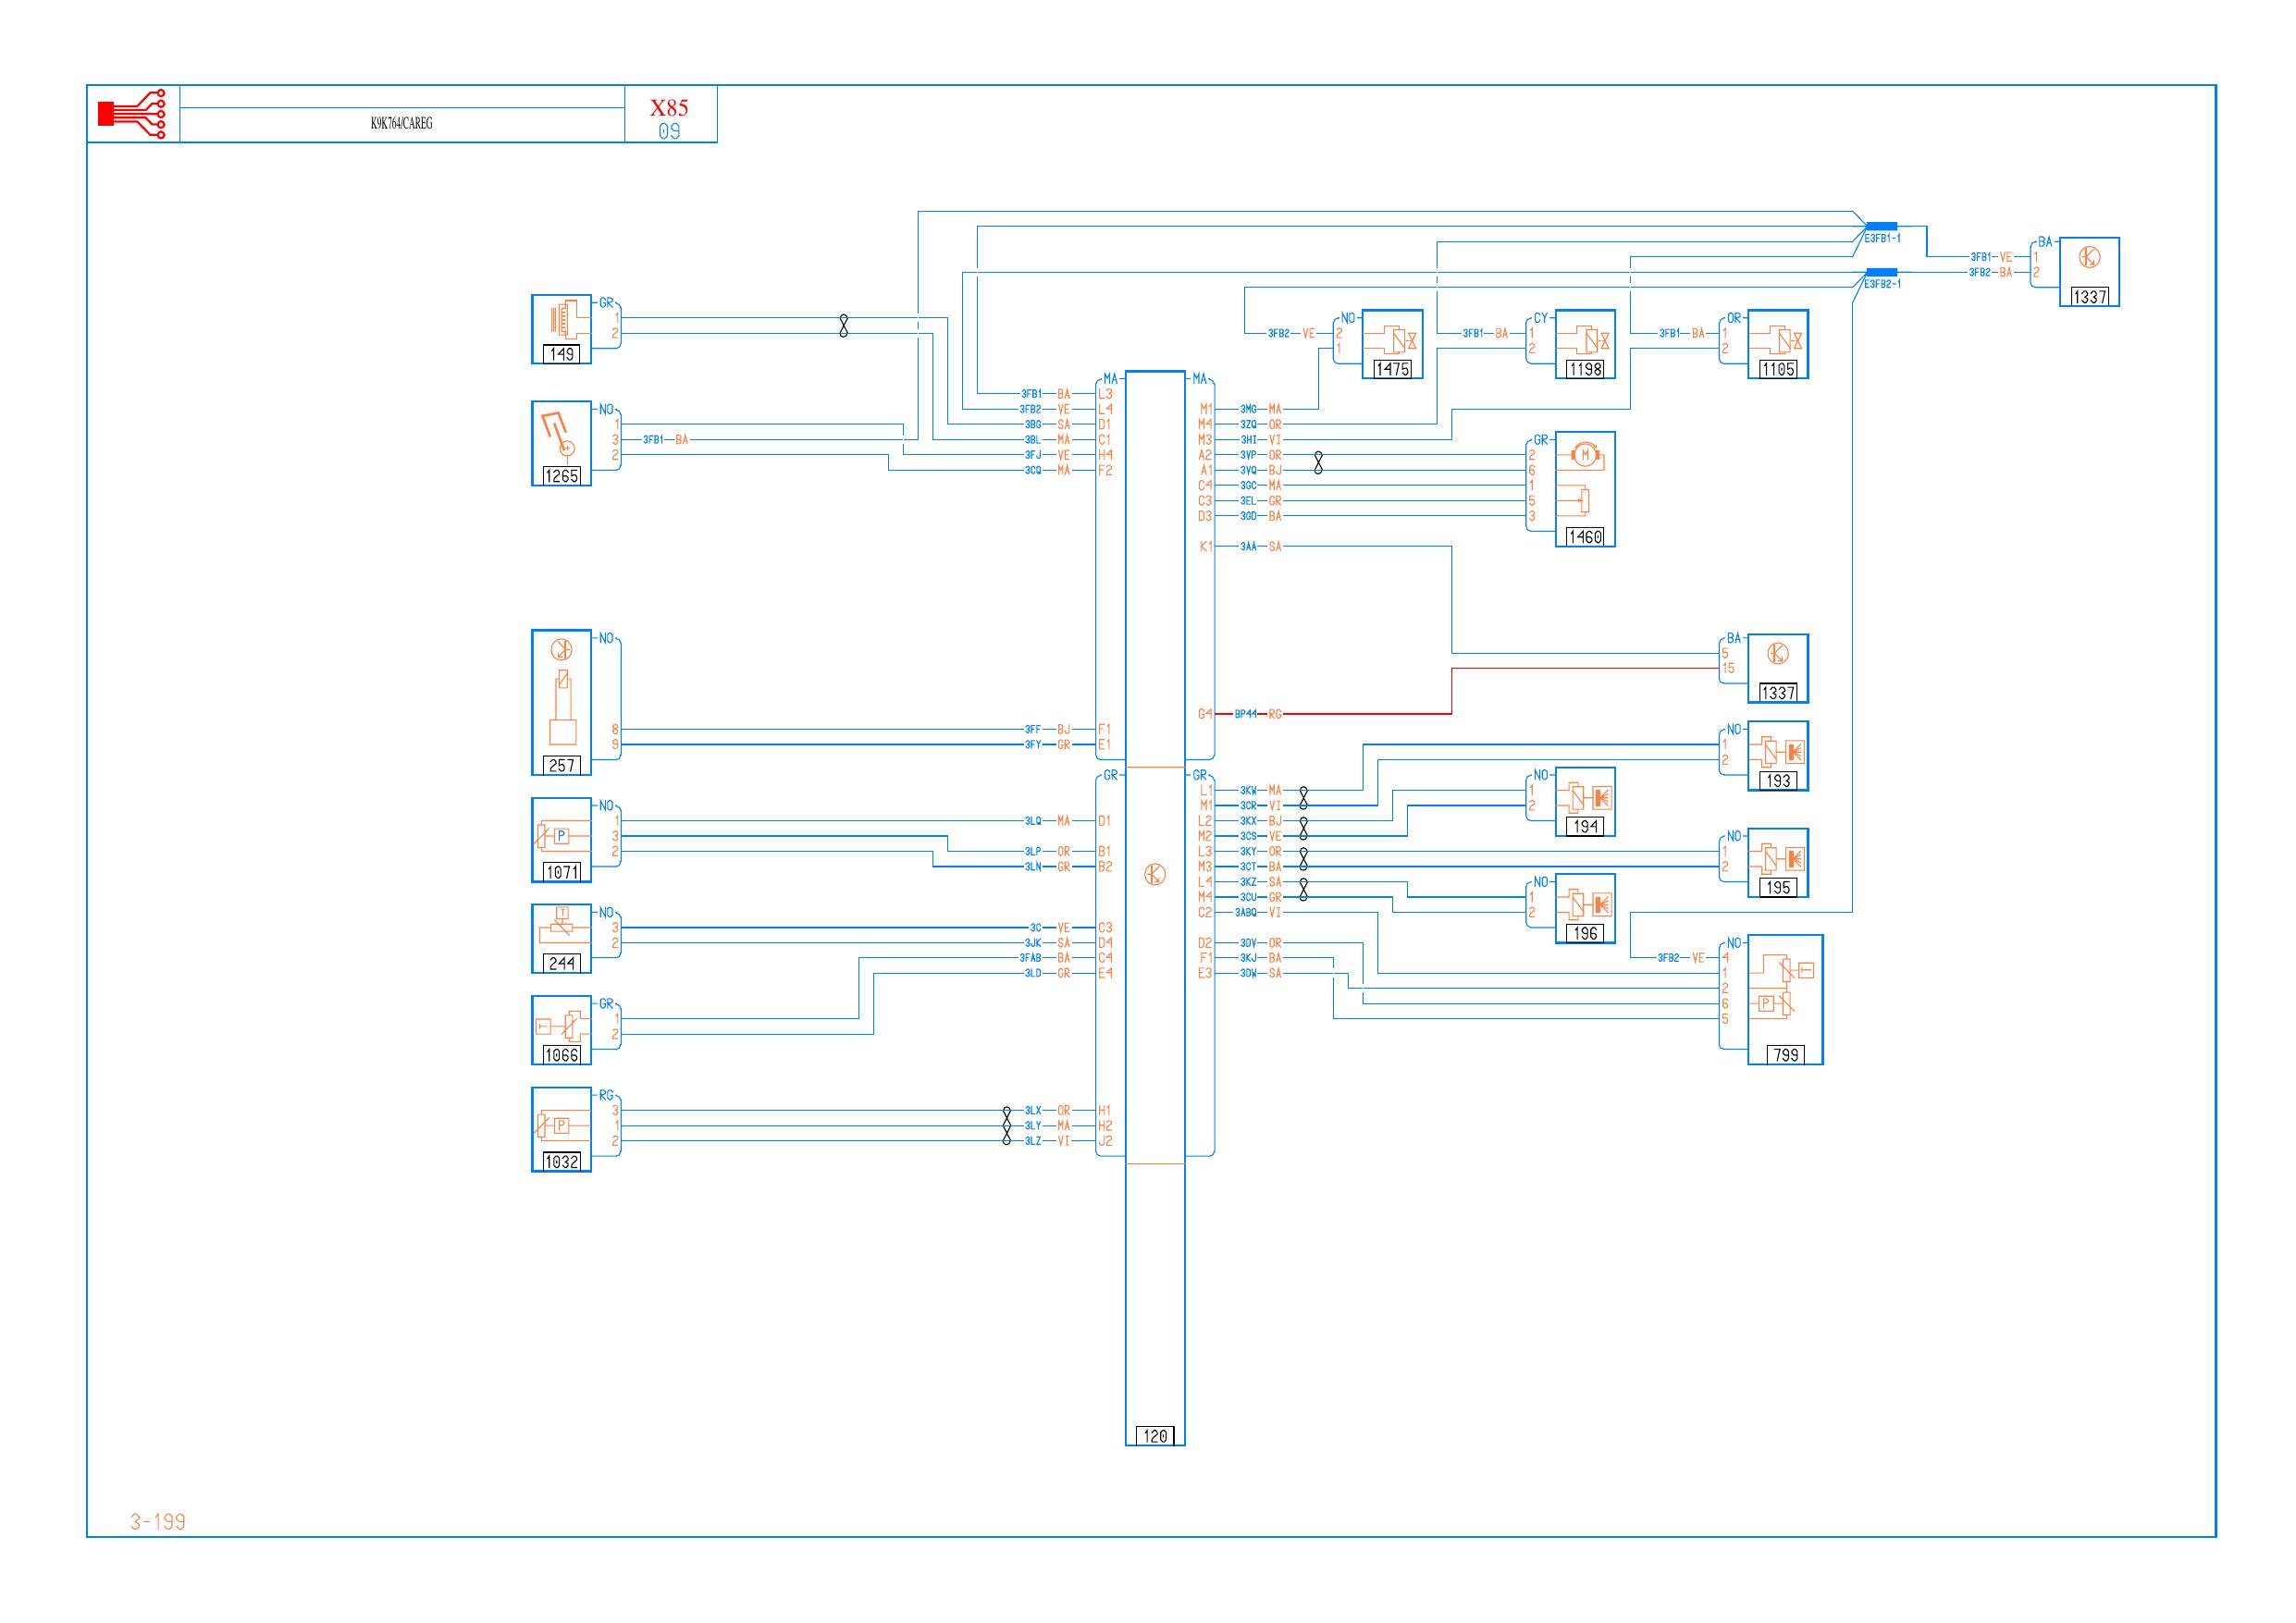 K9K764/CAREG
X85
09
E3FB1-1
E3FB2-1
3FB1 VE 1
3FB2 BA 2
BA
1337
GR
1
2
149
NO
1
3 3FB1 BA
2
1265
3FB2 VE 2
NO
1
1475
3FB1 BA 1
CY
2
1198
3FB1 BA 1
OR
2
1105
MA
3FB1 BA L3
3FB2 VE L4
3BG SA D1
3BL MA C1
3FJ VE H4
3CQ MA F2
MA
M1 3MG MA
M4 3ZQ OR
M3 3HI VI
A2 3VP OR
A1 3VQ BJ
C4 3GC MA
C3 3EL GR
D3 3GD BA
K1 3AA SA
GR
2
6
1
5
3
M
1460
BA
5
15
1337
G4 BP44 RG
NO
8
9
257
3FF BJ F1
3FY GR E1
NO
1
2
193
NO
1
3
2
P
1071
GR
3LQ MA D1
3LP OR B1
3LN GR B2
GR
L1 3KW MA
M1 3CR VI
L2 3KX BJ
M2 3CS VE
L3 3KY OR
M3 3CT BA
L4 3KZ SA
M4 3CU GR
C2 3ABQ VI
D2 3DV OR
F1 3KJ BA
E3 3DW SA
NO
1
2
194
NO
1
2
195
NO
1
2
196
NO
3
2
T
244
3C VE C3
3JK SA D4
3FAB BA C4
3LD GR E4
GR
1
2
T
1066
NO
3FB2 VE 4
1
2
6
5
T
P
799
RG
3
1
2
P
1032
3LX OR H1
3LY MA H2
3LZ VI J2
120
3-199